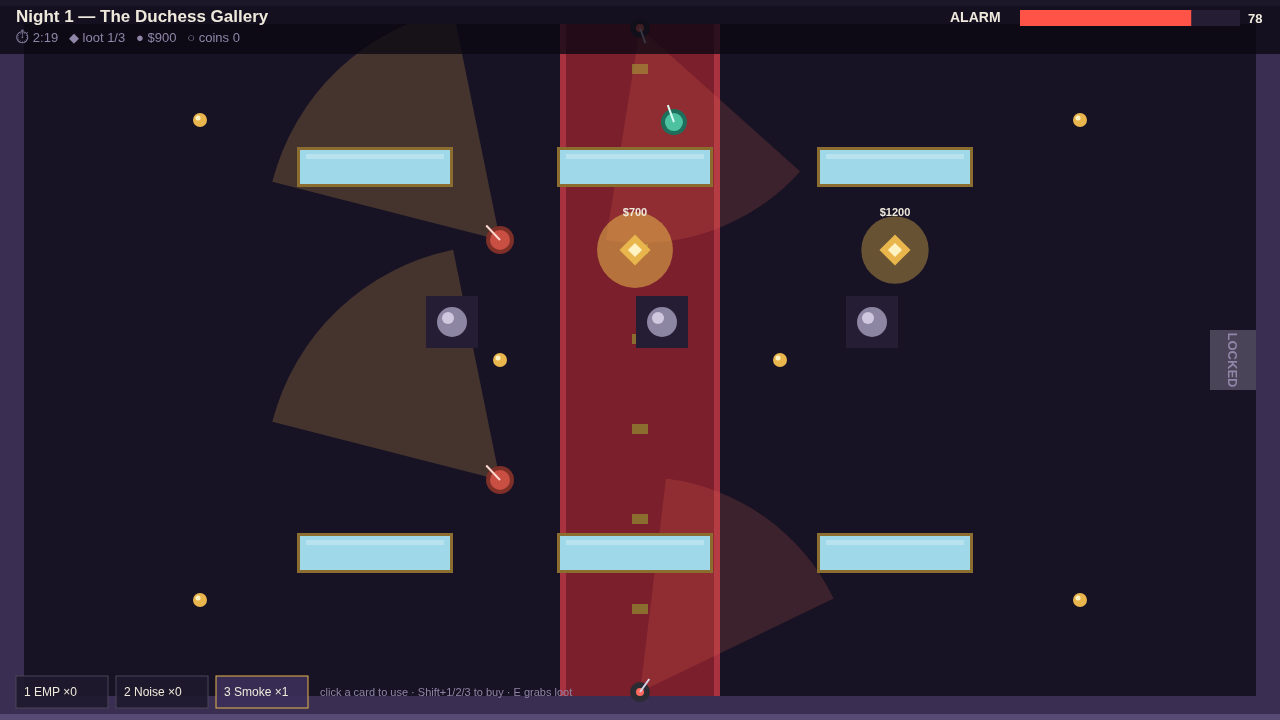 Night 1 — The Duchess Gallery
ALARM
78
⏱ 2:19 ◆ loot 1/3 ● $900 ○ coins 0
$700
$1200
LOCKED
1 EMP ×0
2 Noise ×0
3 Smoke ×1
click a card to use · Shift+1/2/3 to buy · E grabs loot